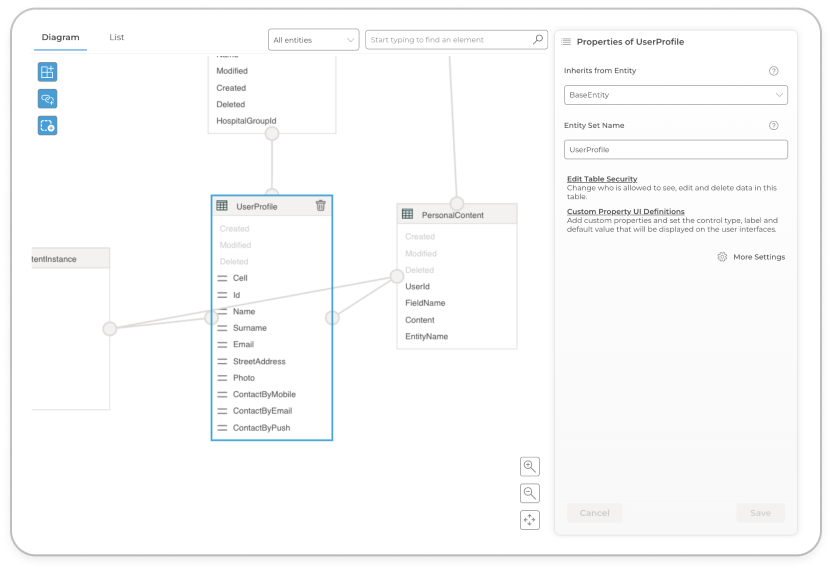 Diagram
List
All entities
Start typing to find an element
Name
Modified
Created
Deleted
HospitalGroupId
UserProfile
Created
Modified
Deleted
Cell
Id
Name
Surname
Email
StreetAddress
Photo
ContactByMobile
ContactByEmail
ContactByPush
tentInstance
PersonalContent
Created
Modified
Deleted
UserId
FieldName
Content
EntityName
Properties of UserProfile
Inherits from Entity
?
BaseEntity
Entity Set Name
?
UserProfile
Edit Table Security
Change who is allowed to see, edit and delete data in this
table.
Custom Property UI Definitions
Add custom properties and set the control type, label and
default value that will be displayed on the user interfaces.
More Settings
Cancel
Save